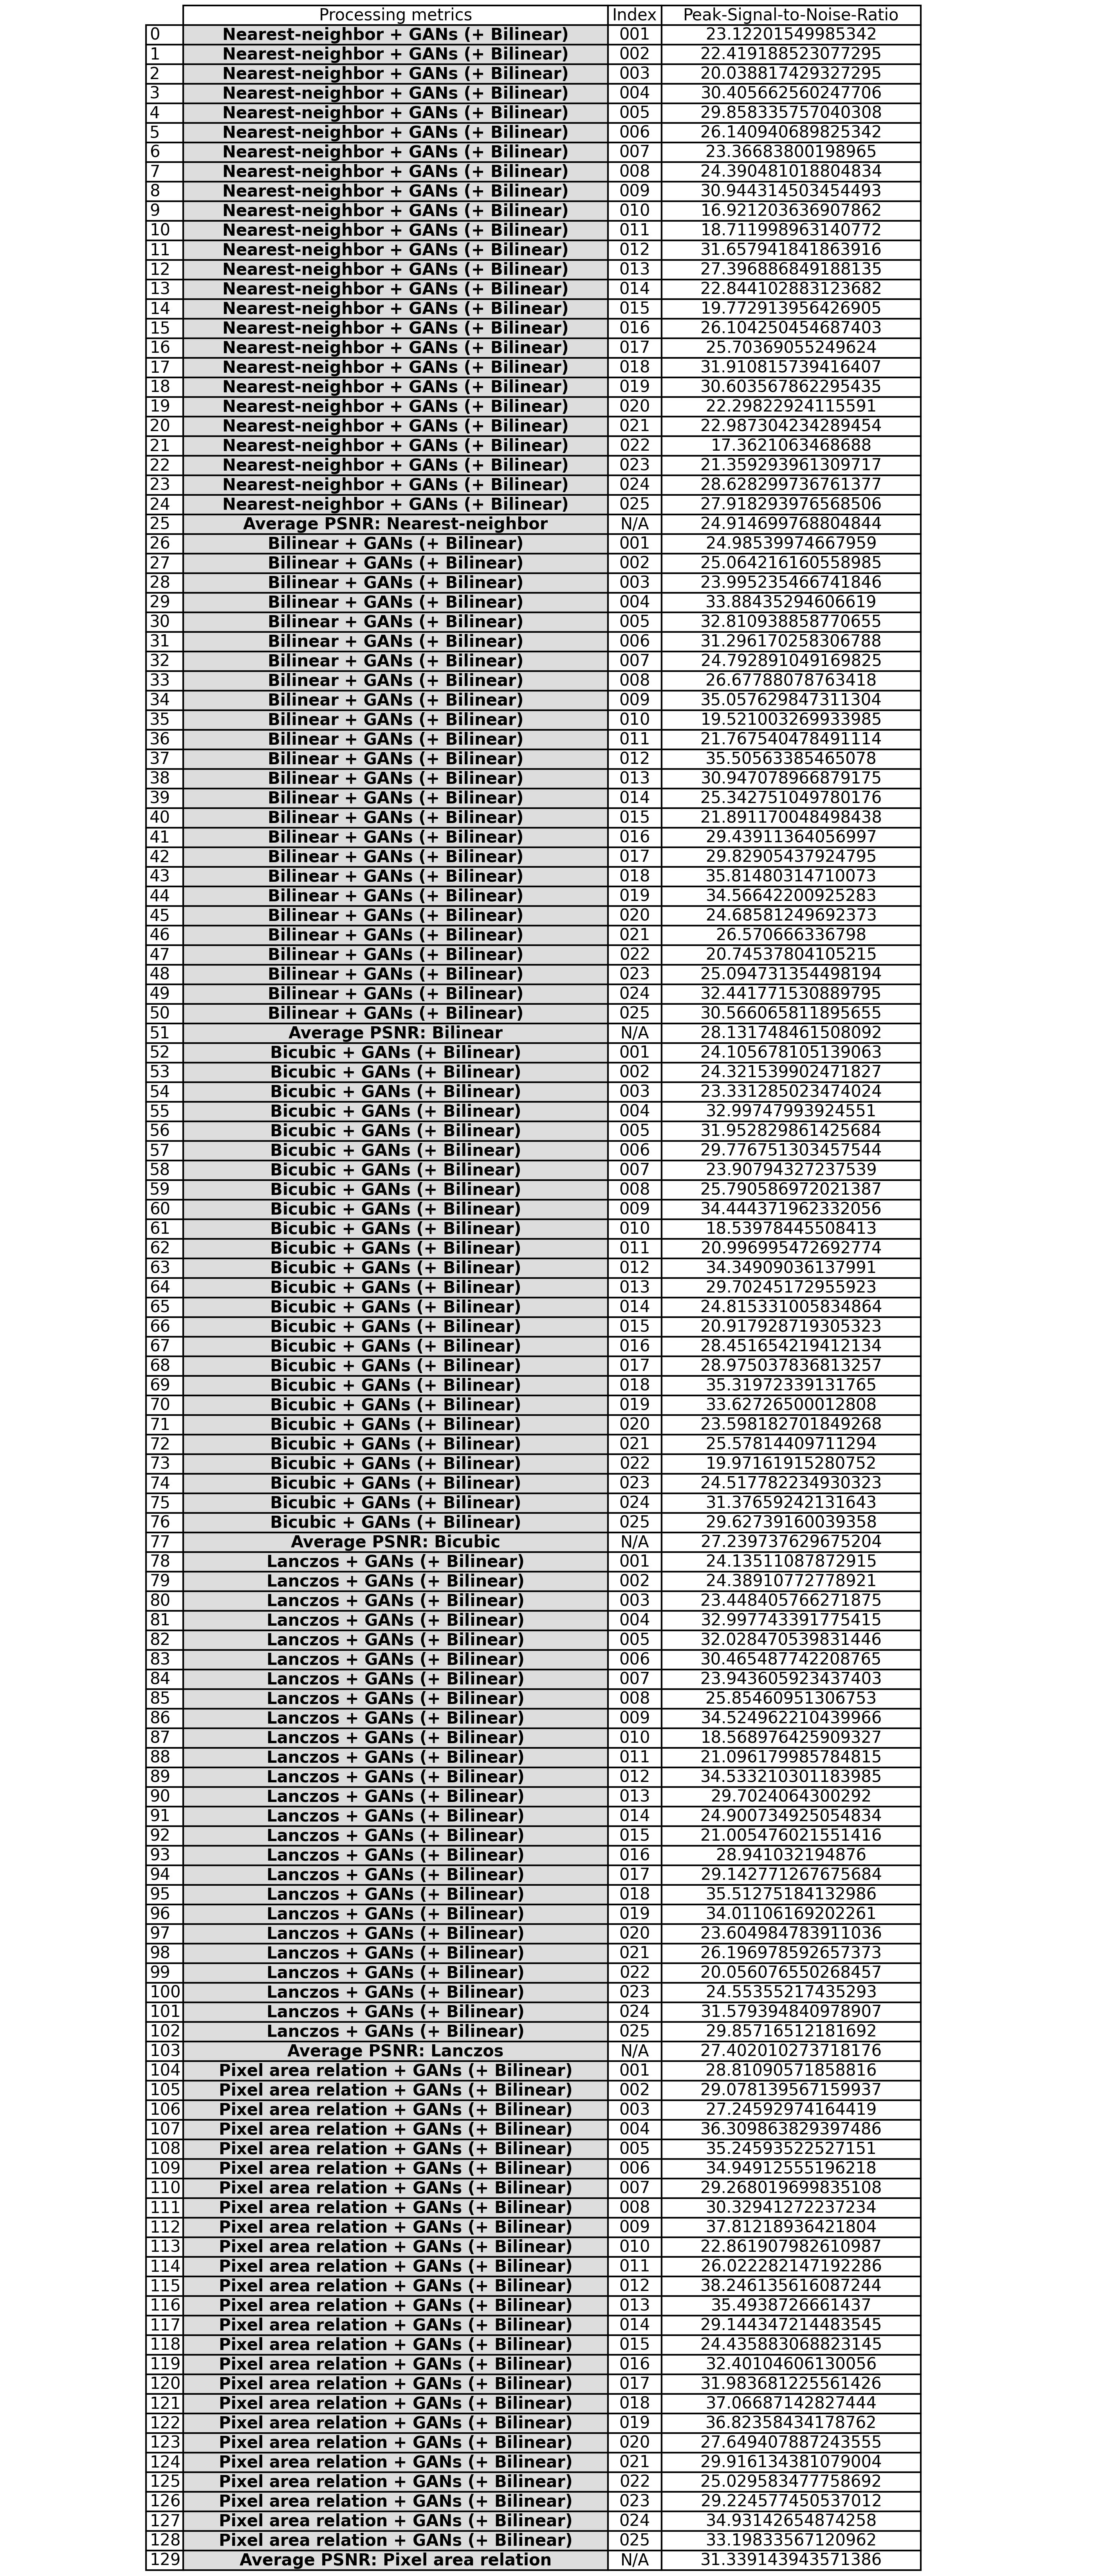 Processing metrics Index Peak-Signal-to-Noise-Ratio
0 Nearest-neighbor + GANs (+ Bilinear) 001 23.12201549985342
1 Nearest-neighbor + GANs (+ Bilinear) 002 22.419188523077295
2 Nearest-neighbor + GANs (+ Bilinear) 003 20.038817429327295
3 Nearest-neighbor + GANs (+ Bilinear) 004 30.405662560247706
4 Nearest-neighbor + GANs (+ Bilinear) 005 29.858335757040308
5 Nearest-neighbor + GANs (+ Bilinear) 006 26.140940689825342
6 Nearest-neighbor + GANs (+ Bilinear) 007 23.36683800198965
7 Nearest-neighbor + GANs (+ Bilinear) 008 24.390481018804834
8 Nearest-neighbor + GANs (+ Bilinear) 009 30.944314503454493
9 Nearest-neighbor + GANs (+ Bilinear) 010 16.921203636907862
10 Nearest-neighbor + GANs (+ Bilinear) 011 18.711998963140772
11 Nearest-neighbor + GANs (+ Bilinear) 012 31.657941841863916
12 Nearest-neighbor + GANs (+ Bilinear) 013 27.396886849188135
13 Nearest-neighbor + GANs (+ Bilinear) 014 22.844102883123682
14 Nearest-neighbor + GANs (+ Bilinear) 015 19.772913956426905
15 Nearest-neighbor + GANs (+ Bilinear) 016 26.104250454687403
16 Nearest-neighbor + GANs (+ Bilinear) 017 25.70369055249624
17 Nearest-neighbor + GANs (+ Bilinear) 018 31.910815739416407
18 Nearest-neighbor + GANs (+ Bilinear) 019 30.603567862295435
19 Nearest-neighbor + GANs (+ Bilinear) 020 22.29822924115591
20 Nearest-neighbor + GANs (+ Bilinear) 021 22.987304234289454
21 Nearest-neighbor + GANs (+ Bilinear) 022 17.3621063468688
22 Nearest-neighbor + GANs (+ Bilinear) 023 21.359293961309717
23 Nearest-neighbor + GANs (+ Bilinear) 024 28.628299736761377
24 Nearest-neighbor + GANs (+ Bilinear) 025 27.918293976568506
25 Average PSNR: Nearest-neighbor N/A 24.914699768804844
26 Bilinear + GANs (+ Bilinear) 001 24.98539974667959
27 Bilinear + GANs (+ Bilinear) 002 25.064216160558985
28 Bilinear + GANs (+ Bilinear) 003 23.995235466741846
29 Bilinear + GANs (+ Bilinear) 004 33.88435294606619
30 Bilinear + GANs (+ Bilinear) 005 32.810938858770655
31 Bilinear + GANs (+ Bilinear) 006 31.296170258306788
32 Bilinear + GANs (+ Bilinear) 007 24.792891049169825
33 Bilinear + GANs (+ Bilinear) 008 26.67788078763418
34 Bilinear + GANs (+ Bilinear) 009 35.057629847311304
35 Bilinear + GANs (+ Bilinear) 010 19.521003269933985
36 Bilinear + GANs (+ Bilinear) 011 21.767540478491114
37 Bilinear + GANs (+ Bilinear) 012 35.50563385465078
38 Bilinear + GANs (+ Bilinear) 013 30.947078966879175
39 Bilinear + GANs (+ Bilinear) 014 25.342751049780176
40 Bilinear + GANs (+ Bilinear) 015 21.891170048498438
41 Bilinear + GANs (+ Bilinear) 016 29.43911364056997
42 Bilinear + GANs (+ Bilinear) 017 29.82905437924795
43 Bilinear + GANs (+ Bilinear) 018 35.81480314710073
44 Bilinear + GANs (+ Bilinear) 019 34.56642200925283
45 Bilinear + GANs (+ Bilinear) 020 24.68581249692373
46 Bilinear + GANs (+ Bilinear) 021 26.570666336798
47 Bilinear + GANs (+ Bilinear) 022 20.74537804105215
48 Bilinear + GANs (+ Bilinear) 023 25.094731354498194
49 Bilinear + GANs (+ Bilinear) 024 32.441771530889795
50 Bilinear + GANs (+ Bilinear) 025 30.566065811895655
51 Average PSNR: Bilinear N/A 28.131748461508092
52 Bicubic + GANs (+ Bilinear) 001 24.105678105139063
53 Bicubic + GANs (+ Bilinear) 002 24.321539902471827
54 Bicubic + GANs (+ Bilinear) 003 23.331285023474024
55 Bicubic + GANs (+ Bilinear) 004 32.99747993924551
56 Bicubic + GANs (+ Bilinear) 005 31.952829861425684
57 Bicubic + GANs (+ Bilinear) 006 29.776751303457544
58 Bicubic + GANs (+ Bilinear) 007 23.90794327237539
59 Bicubic + GANs (+ Bilinear) 008 25.790586972021387
60 Bicubic + GANs (+ Bilinear) 009 34.444371962332056
61 Bicubic + GANs (+ Bilinear) 010 18.53978445508413
62 Bicubic + GANs (+ Bilinear) 011 20.996995472692774
63 Bicubic + GANs (+ Bilinear) 012 34.34909036137991
64 Bicubic + GANs (+ Bilinear) 013 29.70245172955923
65 Bicubic + GANs (+ Bilinear) 014 24.815331005834864
66 Bicubic + GANs (+ Bilinear) 015 20.917928719305323
67 Bicubic + GANs (+ Bilinear) 016 28.451654219412134
68 Bicubic + GANs (+ Bilinear) 017 28.975037836813257
69 Bicubic + GANs (+ Bilinear) 018 35.31972339131765
70 Bicubic + GANs (+ Bilinear) 019 33.62726500012808
71 Bicubic + GANs (+ Bilinear) 020 23.598182701849268
72 Bicubic + GANs (+ Bilinear) 021 25.57814409711294
73 Bicubic + GANs (+ Bilinear) 022 19.97161915280752
74 Bicubic + GANs (+ Bilinear) 023 24.517782234930323
75 Bicubic + GANs (+ Bilinear) 024 31.37659242131643
76 Bicubic + GANs (+ Bilinear) 025 29.62739160039358
77 Average PSNR: Bicubic N/A 27.239737629675204
78 Lanczos + GANs (+ Bilinear) 001 24.13511087872915
79 Lanczos + GANs (+ Bilinear) 002 24.38910772778921
80 Lanczos + GANs (+ Bilinear) 003 23.448405766271875
81 Lanczos + GANs (+ Bilinear) 004 32.997743391775415
82 Lanczos + GANs (+ Bilinear) 005 32.028470539831446
83 Lanczos + GANs (+ Bilinear) 006 30.465487742208765
84 Lanczos + GANs (+ Bilinear) 007 23.943605923437403
85 Lanczos + GANs (+ Bilinear) 008 25.85460951306753
86 Lanczos + GANs (+ Bilinear) 009 34.524962210439966
87 Lanczos + GANs (+ Bilinear) 010 18.568976425909327
88 Lanczos + GANs (+ Bilinear) 011 21.096179985784815
89 Lanczos + GANs (+ Bilinear) 012 34.533210301183985
90 Lanczos + GANs (+ Bilinear) 013 29.7024064300292
91 Lanczos + GANs (+ Bilinear) 014 24.900734925054834
92 Lanczos + GANs (+ Bilinear) 015 21.005476021551416
93 Lanczos + GANs (+ Bilinear) 016 28.941032194876
94 Lanczos + GANs (+ Bilinear) 017 29.142771267675684
95 Lanczos + GANs (+ Bilinear) 018 35.51275184132986
96 Lanczos + GANs (+ Bilinear) 019 34.01106169202261
97 Lanczos + GANs (+ Bilinear) 020 23.604984783911036
98 Lanczos + GANs (+ Bilinear) 021 26.196978592657373
99 Lanczos + GANs (+ Bilinear) 022 20.056076550268457
100 Lanczos + GANs (+ Bilinear) 023 24.55355217435293
101 Lanczos + GANs (+ Bilinear) 024 31.579394840978907
102 Lanczos + GANs (+ Bilinear) 025 29.85716512181692
103 Average PSNR: Lanczos N/A 27.402010273718176
104 Pixel area relation + GANs (+ Bilinear) 001 28.81090571858816
105 Pixel area relation + GANs (+ Bilinear) 002 29.078139567159937
106 Pixel area relation + GANs (+ Bilinear) 003 27.24592974164419
107 Pixel area relation + GANs (+ Bilinear) 004 36.309863829397486
108 Pixel area relation + GANs (+ Bilinear) 005 35.24593522527151
109 Pixel area relation + GANs (+ Bilinear) 006 34.94912555196218
110 Pixel area relation + GANs (+ Bilinear) 007 29.268019699835108
111 Pixel area relation + GANs (+ Bilinear) 008 30.32941272237234
112 Pixel area relation + GANs (+ Bilinear) 009 37.81218936421804
113 Pixel area relation + GANs (+ Bilinear) 010 22.861907982610987
114 Pixel area relation + GANs (+ Bilinear) 011 26.022282147192286
115 Pixel area relation + GANs (+ Bilinear) 012 38.246135616087244
116 Pixel area relation + GANs (+ Bilinear) 013 35.4938726661437
117 Pixel area relation + GANs (+ Bilinear) 014 29.144347214483545
118 Pixel area relation + GANs (+ Bilinear) 015 24.435883068823145
119 Pixel area relation + GANs (+ Bilinear) 016 32.40104606130056
120 Pixel area relation + GANs (+ Bilinear) 017 31.983681225561426
121 Pixel area relation + GANs (+ Bilinear) 018 37.06687142827444
122 Pixel area relation + GANs (+ Bilinear) 019 36.82358434178762
123 Pixel area relation + GANs (+ Bilinear) 020 27.649407887243555
124 Pixel area relation + GANs (+ Bilinear) 021 29.916134381079004
125 Pixel area relation + GANs (+ Bilinear) 022 25.029583477758692
126 Pixel area relation + GANs (+ Bilinear) 023 29.224577450537012
127 Pixel area relation + GANs (+ Bilinear) 024 34.93142654874258
128 Pixel area relation + GANs (+ Bilinear) 025 33.19833567120962
129 Average PSNR: Pixel area relation N/A 31.339143943571386